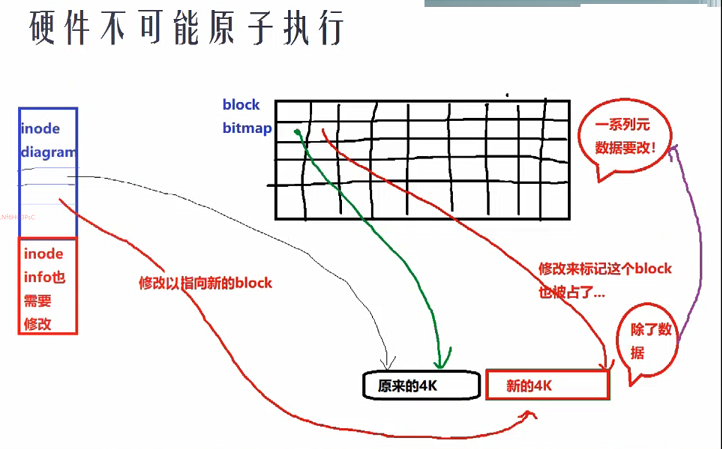 硬件不可能原子执行
block
bitmap
一系列元
数据要改！
inode
diagram
inode
info也
需要
修改
修改以指向新的block
修改来标记这个block
也被占了...
除了数
据
原来的4K
新的4K